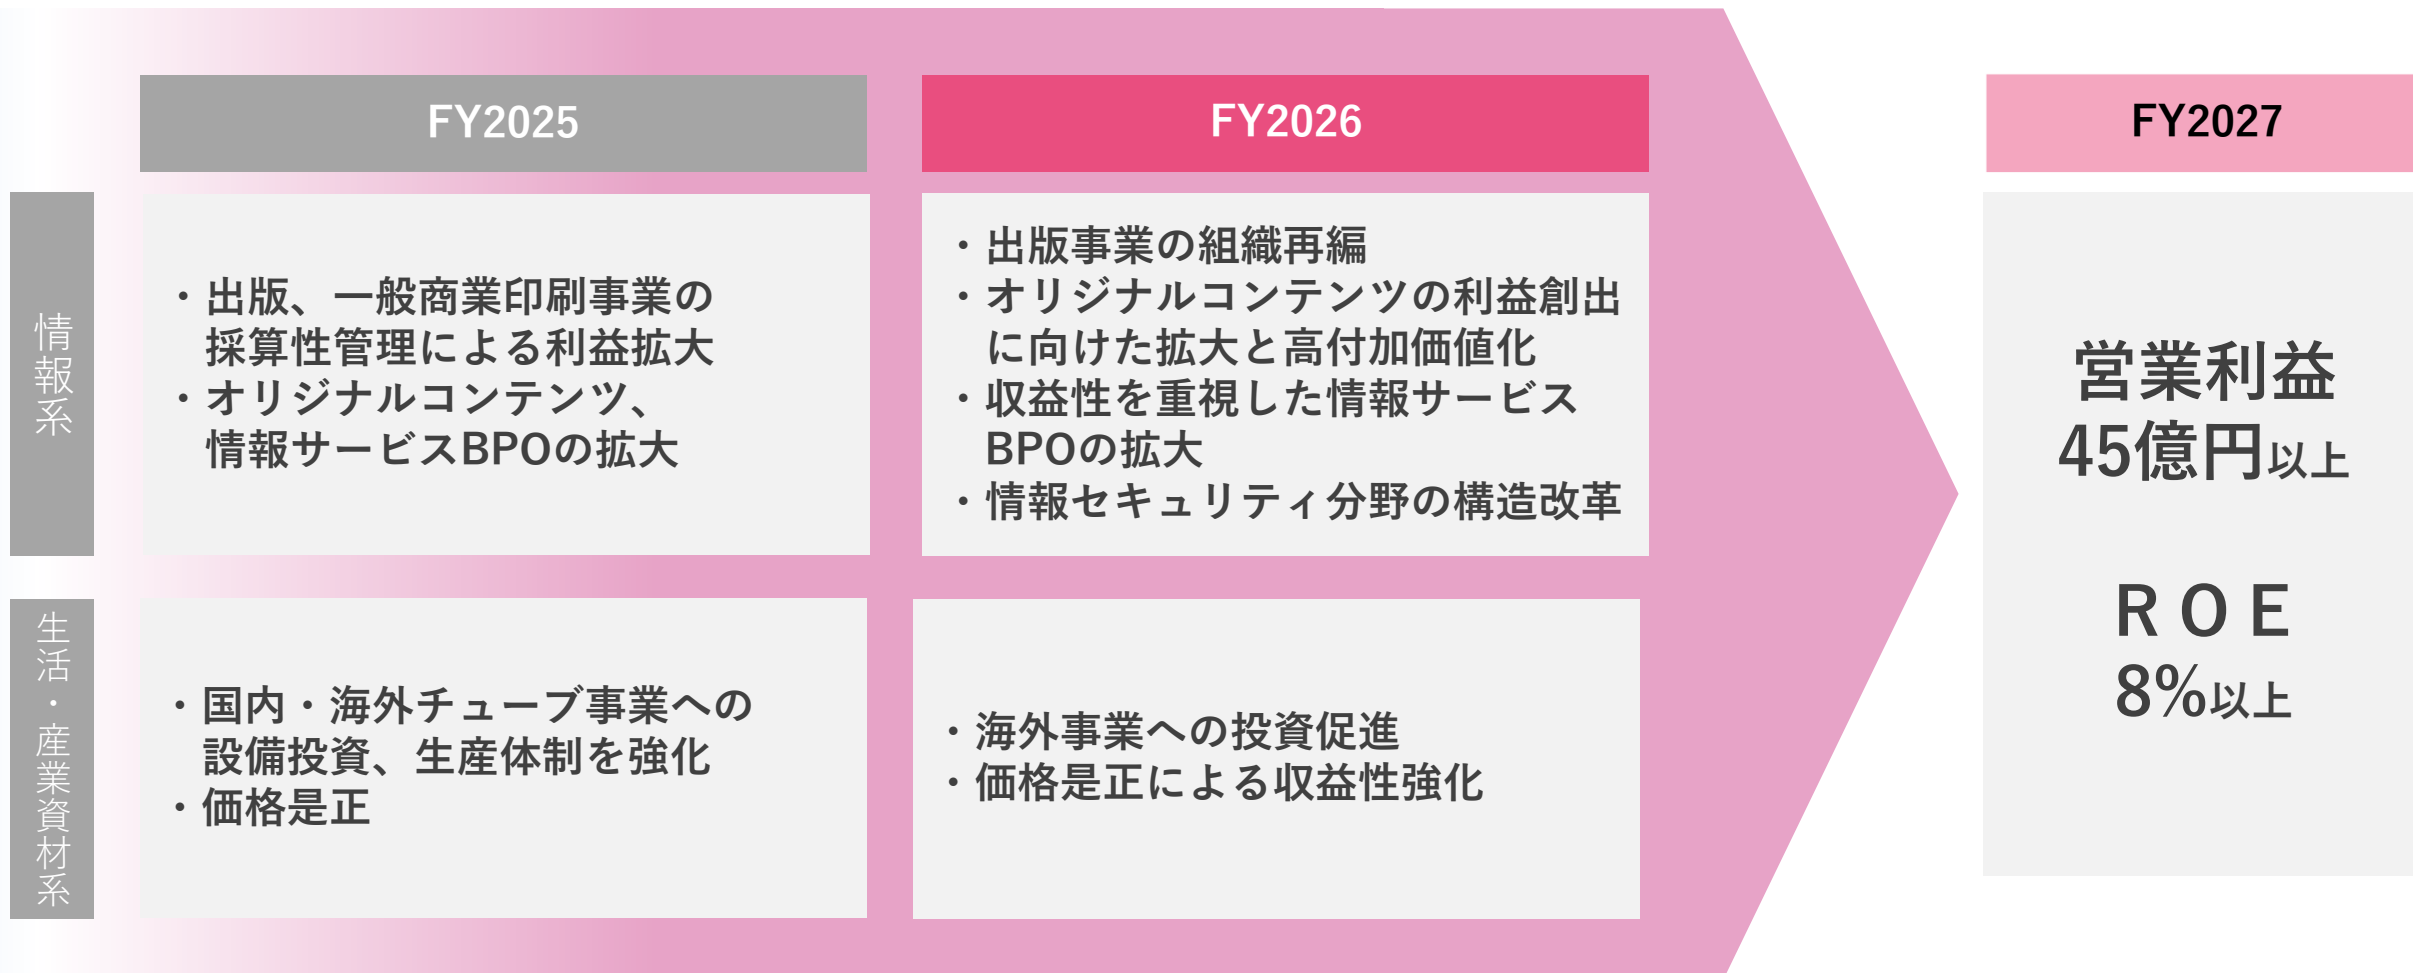 FY2025
FY2026
FY2027
情報系
・出版、一般商業印刷事業の
採算性管理による利益拡大
・オリジナルコンテンツ、
情報サービスBPOの拡大
・出版事業の組織再編
・オリジナルコンテンツの利益創出
に向けた拡大と高付加価値化
・収益性を重視した情報サービス
BPOの拡大
・情報セキュリティ分野の構造改革
生活・産業資材系
・国内・海外チューブ事業への
設備投資、生産体制を強化
・価格是正
・海外事業への投資促進
・価格是正による収益性強化
営業利益
45億円以上
ＲＯＥ
8%以上